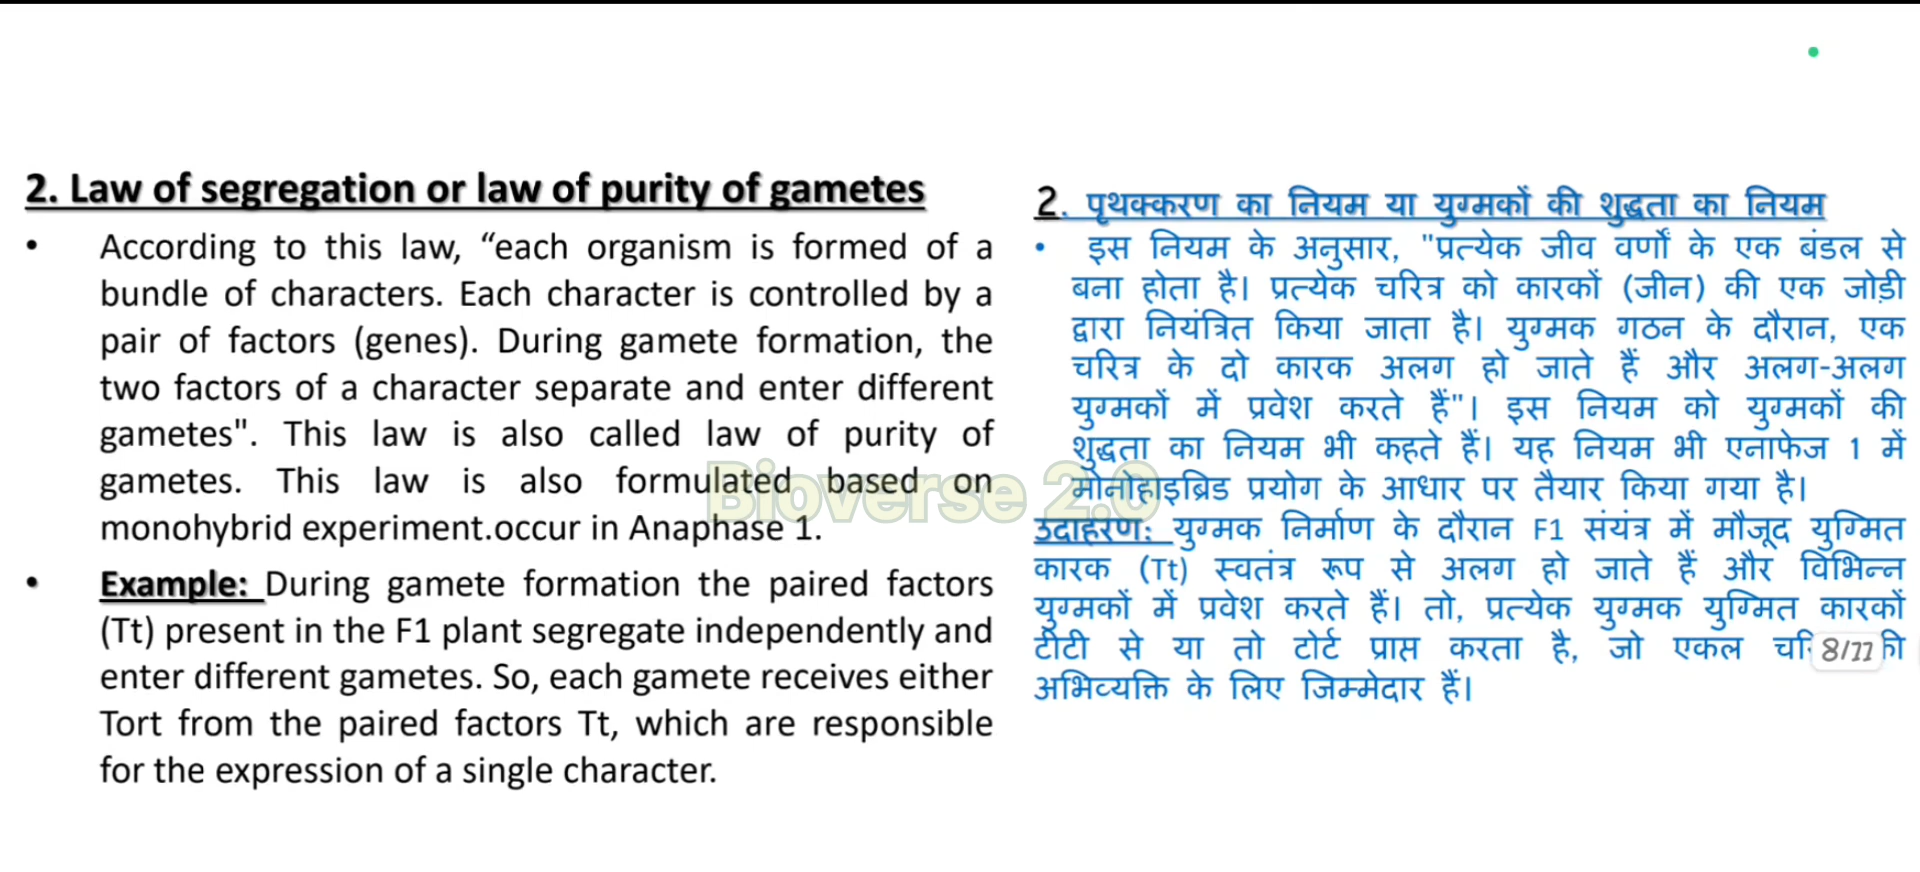 2. Law of segregation or law of purity of gametes
• According to this law, “each organism is formed of a
bundle of characters. Each character is controlled by a
pair of factors (genes). During gamete formation, the
two factors of a character separate and enter different
gametes". This law is also called law of purity of
gametes. This law is also formulated based on
monohybrid experiment.occur in Anaphase 1.
• Example: During gamete formation the paired factors
(Tt) present in the F1 plant segregate independently and
enter different gametes. So, each gamete receives either
Tort from the paired factors Tt, which are responsible
for the expression of a single character.
2. पृथक्करण का नियम या युग्मकों की शुद्धता का नियम
• इस नियम के अनुसार, "प्रत्येक जीव वर्णों के एक बंडल से
बना होता है। प्रत्येक चरित्र को कारकों (जीन) की एक जोड़ी
द्वारा नियंत्रित किया जाता है। युग्मक गठन के दौरान, एक
चरित्र के दो कारक अलग हो जाते हैं और अलग-अलग
युग्मकों में प्रवेश करते हैं"। इस नियम को युग्मकों की
शुद्धता का नियम भी कहते हैं। यह नियम भी एनाफेज 1 में
मोनोहाइब्रिड प्रयोग के आधार पर तैयार किया गया है।
उदाहरण: युग्मक निर्माण के दौरान F1 संयंत्र में मौजूद युग्मित
कारक (Tt) स्वतंत्र रूप से अलग हो जाते हैं और विभिन्न
युग्मकों में प्रवेश करते हैं। तो, प्रत्येक युग्मक युग्मित कारकों
टीटी से या तो टोर्ट प्राप्त करता है, जो एकल की
अभिव्यक्ति के लिए जिम्मेदार हैं।
Bioverse 2.0
8/77